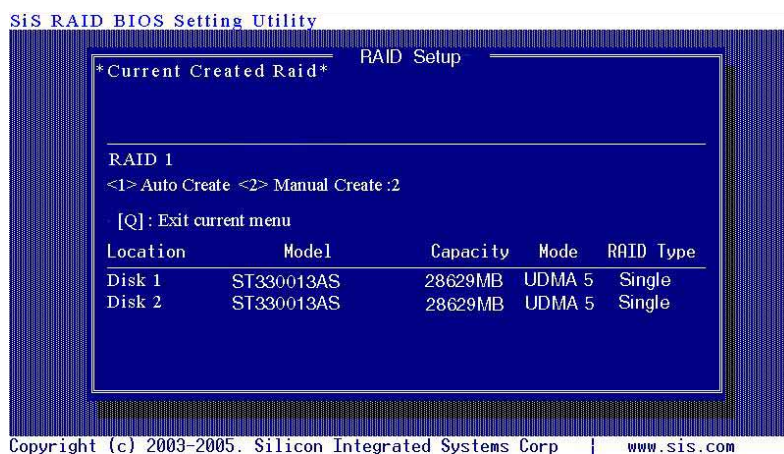 SiS RAID BIOS Setting Utility
RAID Setup
*Current Created Raid*
RAID 1
<1> Auto Create <2> Manual Create :2
[Q] : Exit current menu
Location Model Capacity Mode RAID Type
Disk 1 ST330013AS 28629MB UDMA 5 Single
Disk 2 ST330013AS 28629MB UDMA 5 Single
Copyright (c) 2003-2005. Silicon Integrated Systems Corp | www.sis.com